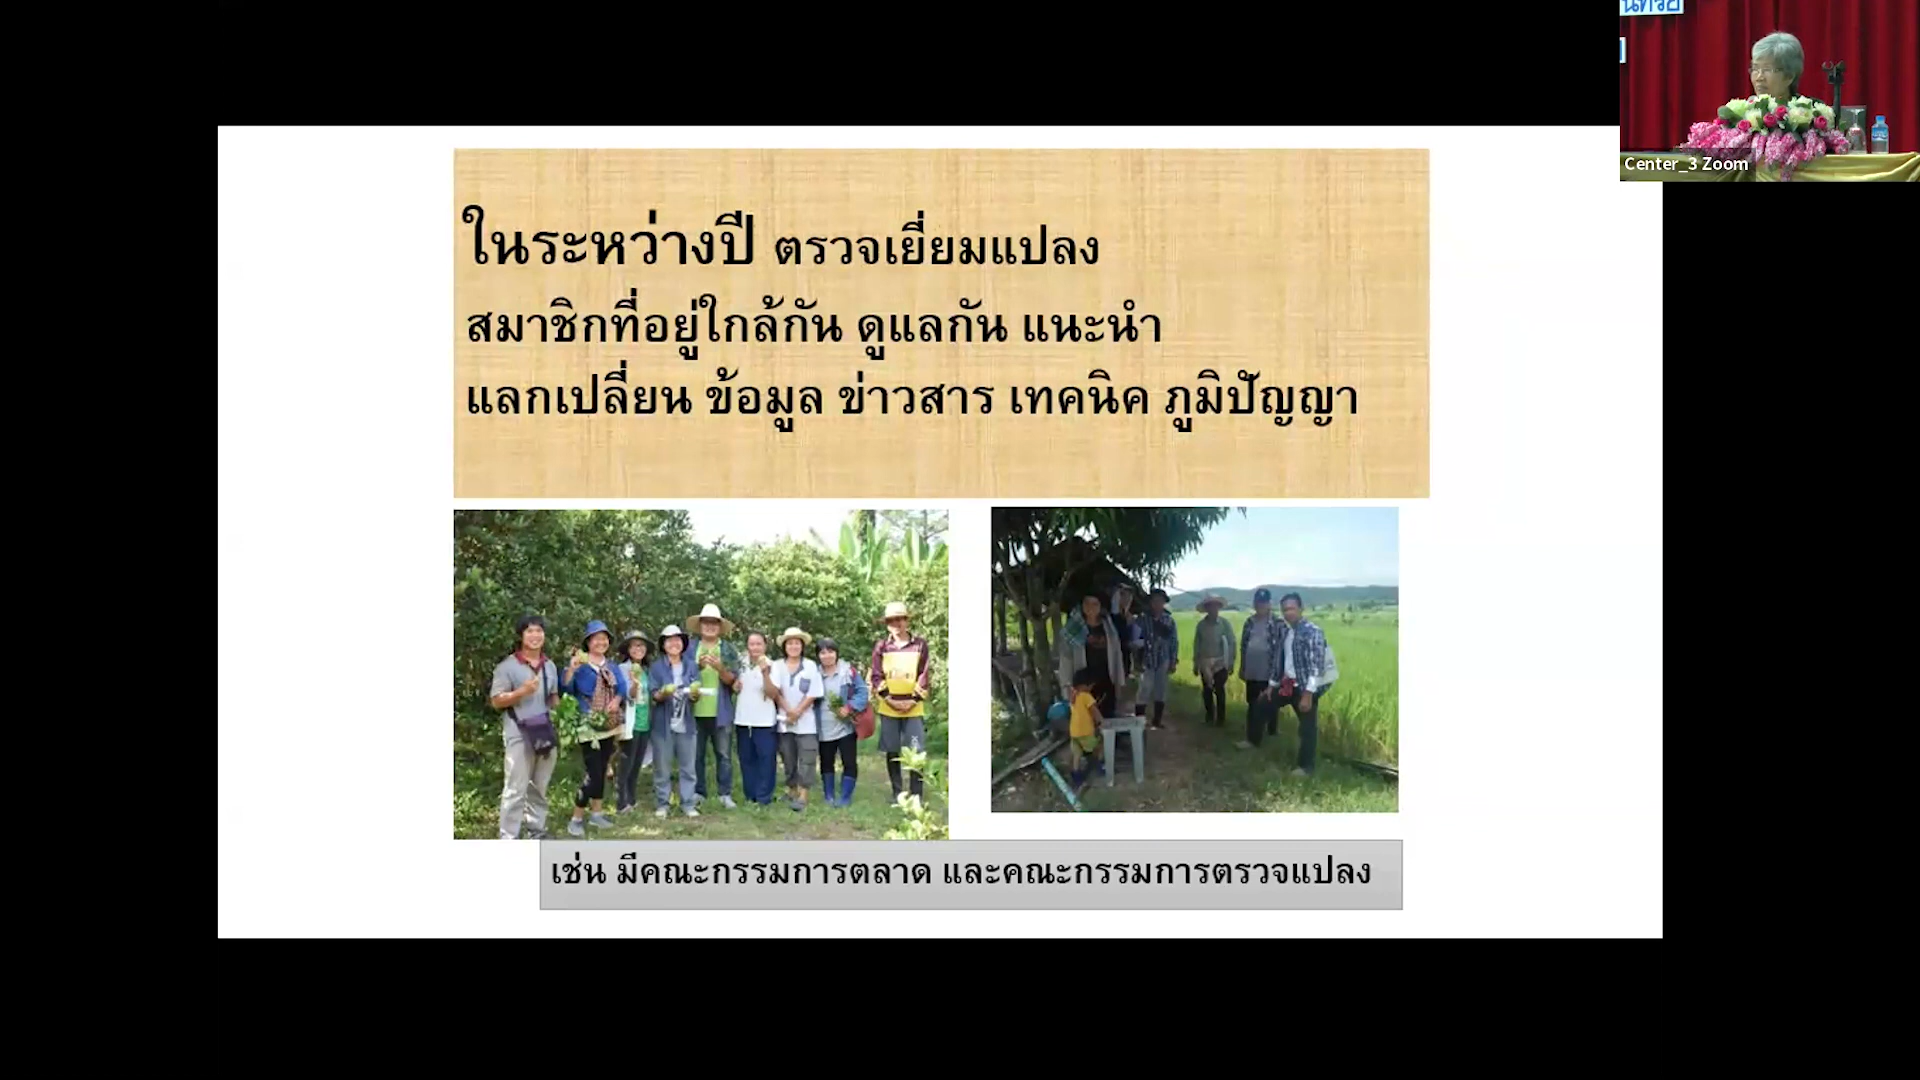 ในระหว่างปี ตรวจเยี่ยมแปลง
สมาชิกที่อยู่ใกล้กัน ดูแลกัน แนะนำ
แลกเปลี่ยน ข้อมูล ข่าวสาร เทคนิค ภูมิปัญญา
เช่น มีคณะกรรมการตลาด และคณะกรรมการตรวจแปลง
Center_3 Zoom